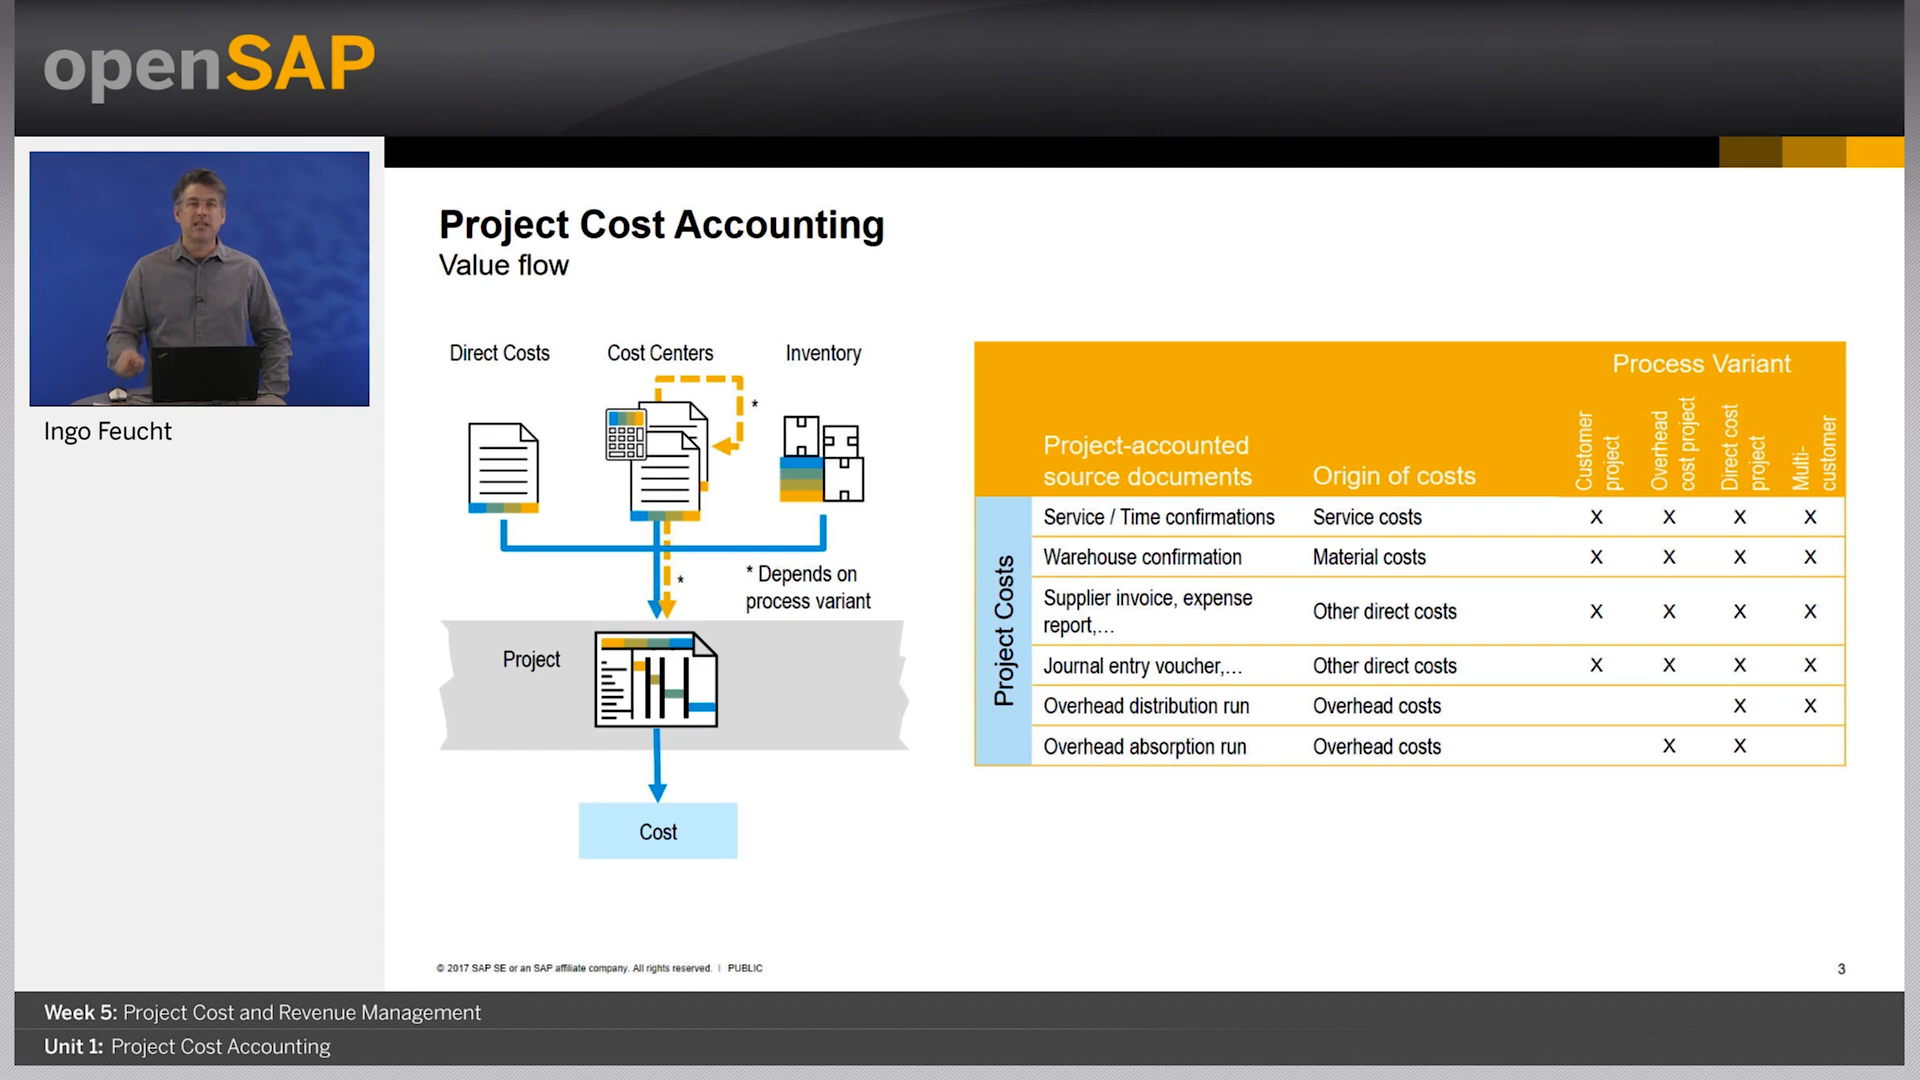 openSAP
Ingo Feucht
Project Cost Accounting
Value flow
Direct Costs
Cost Centers
Inventory
*
*
* Depends on
process variant
Project
Cost
Process Variant
Project-accounted
source documents
Origin of costs
Customer
project
Overhead
cost project
Direct cost
project
Multi-
customer
Project Costs
Service / Time confirmations Service costs X X X X
Warehouse confirmation Material costs X X X X
Supplier invoice, expense
report,... Other direct costs X X X X
Journal entry voucher,... Other direct costs X X X X
Overhead distribution run Overhead costs X X
Overhead absorption run Overhead costs X X
© 2017 SAP SE or an SAP affiliate company. All rights reserved. | PUBLIC
3
Week 5: Project Cost and Revenue Management
Unit 1: Project Cost Accounting